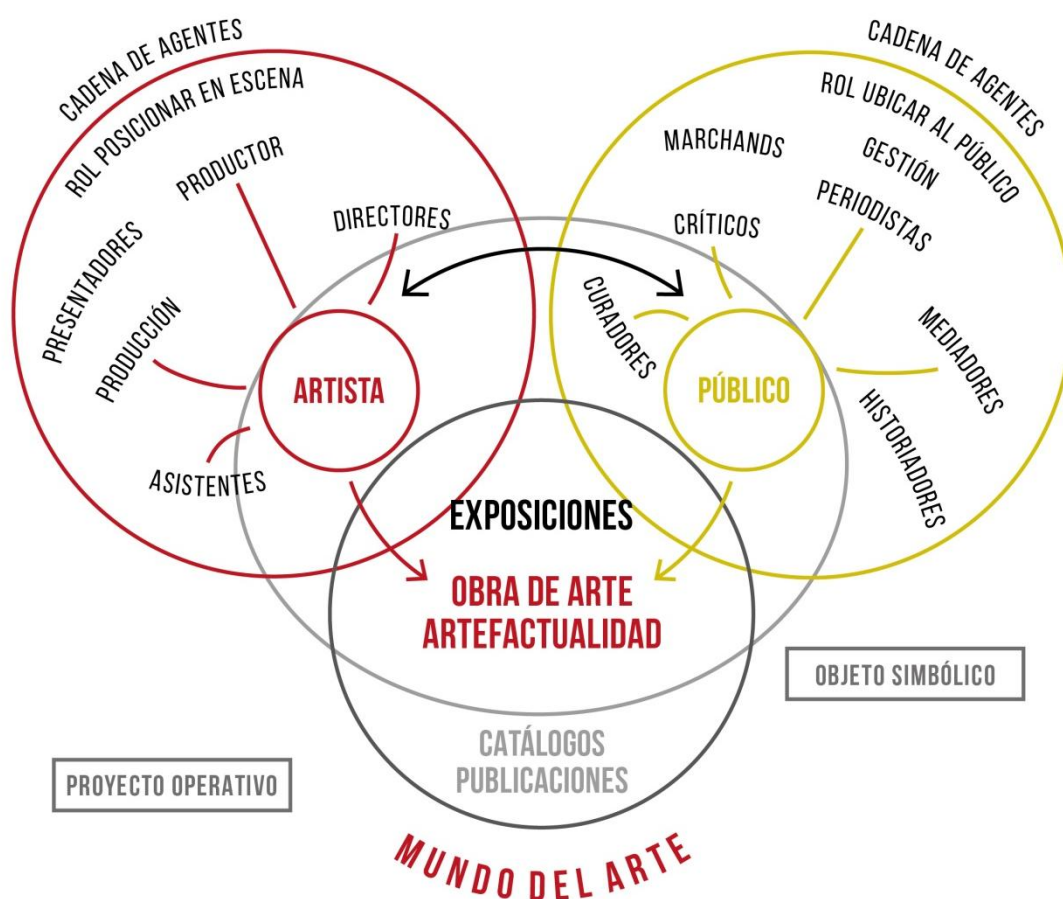 CADENA DE AGENTES
ROL POSICIONAR EN ESCENA
PRODUCTOR
DIRECTORES
PRESENTADORES
PRODUCCIÓN
ASISTENTES
ARTISTA
CADENA DE AGENTES
ROL UBICAR AL PÚBLICO
MARCHANDS
GESTIÓN
PERIODISTAS
CRÍTICOS
CURADORES
MEDIADORES
HISTORIADORES
PÚBLICO
EXPOSICIONES
OBRA DE ARTE
ARTEFACTUALIDAD
OBJETO SIMBÓLICO
CATÁLOGOS
PUBLICACIONES
PROYECTO OPERATIVO
MUNDO DEL ARTE